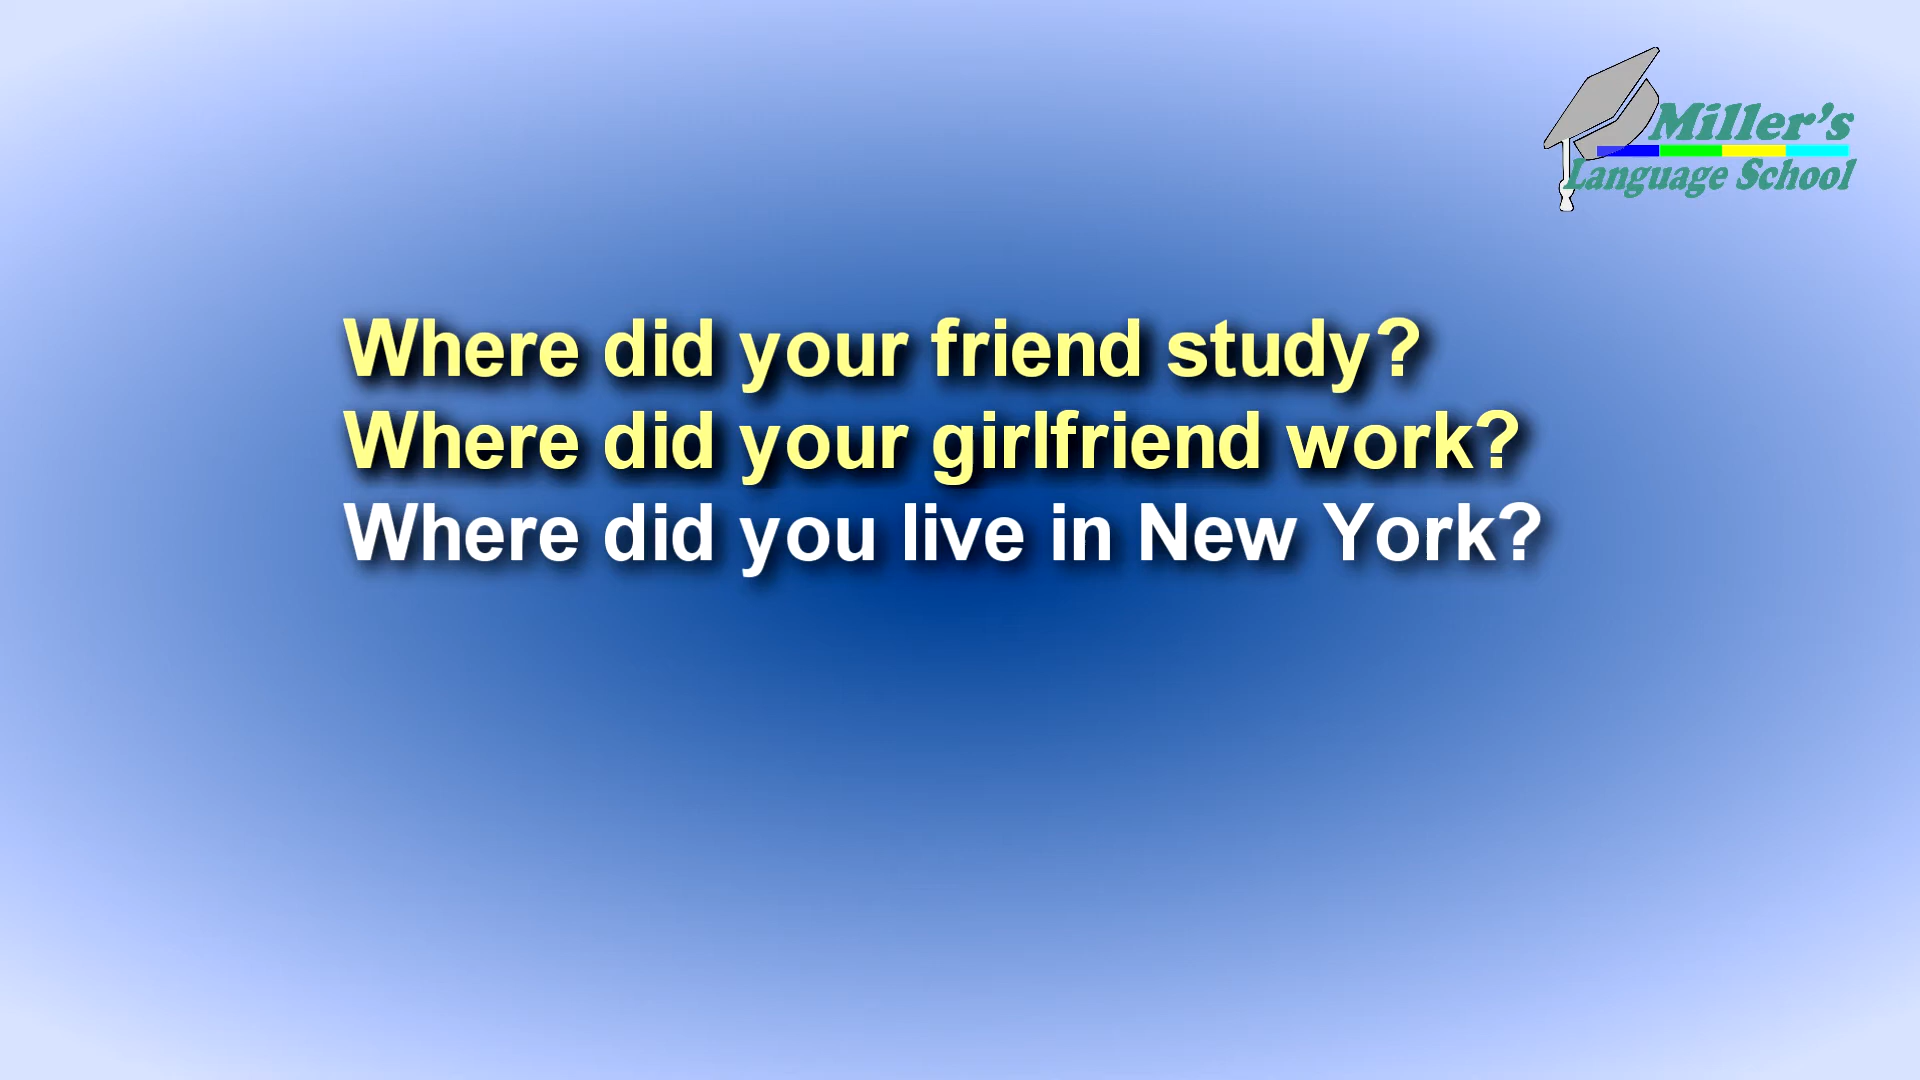 Miller's
Language School
Where did your friend study?
Where did your girlfriend work?
Where did you live in New York?